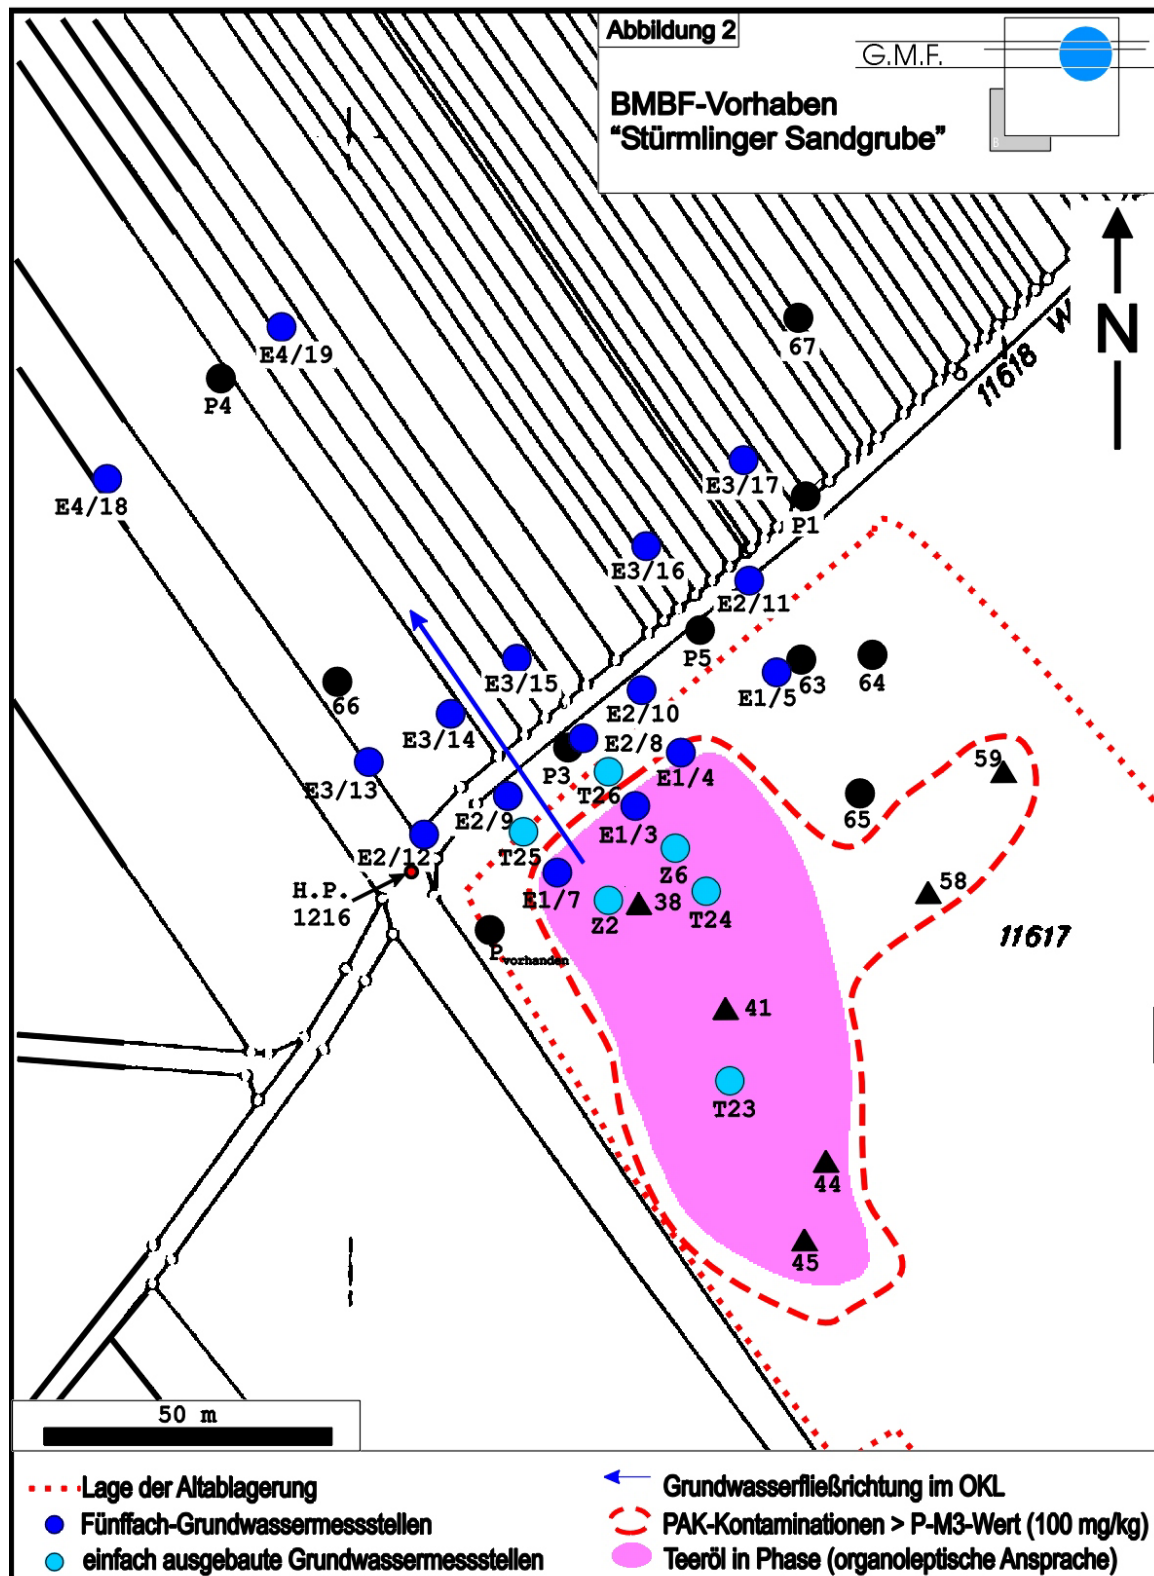 Abbildung 2
G.M.F.
BMBF-Vorhaben
“Stürmlinger Sandgrube”
B
N
W
11618
67
E4/19
P4
E3/17
P1
E4/18
E3/16
E2/11
P5
E3/15
E1/5
63
64
66
E2/10
E3/14
E2/8
P3
E1/4
59
T26
E3/13
E2/9
E1/3
65
T25
E2/12
Z6
H.P.
1216
E1/7
Z2
38
T24
58
11617
Pvorhanden
41
T23
44
45
50 m
Lage der Altablagerung
Fünffach-Grundwassermessstellen
einfach ausgebaute Grundwassermessstellen
Grundwasserfließrichtung im OKL
PAK-Kontaminationen > P-M3-Wert (100 mg/kg)
Teeröl in Phase (organoleptische Ansprache)